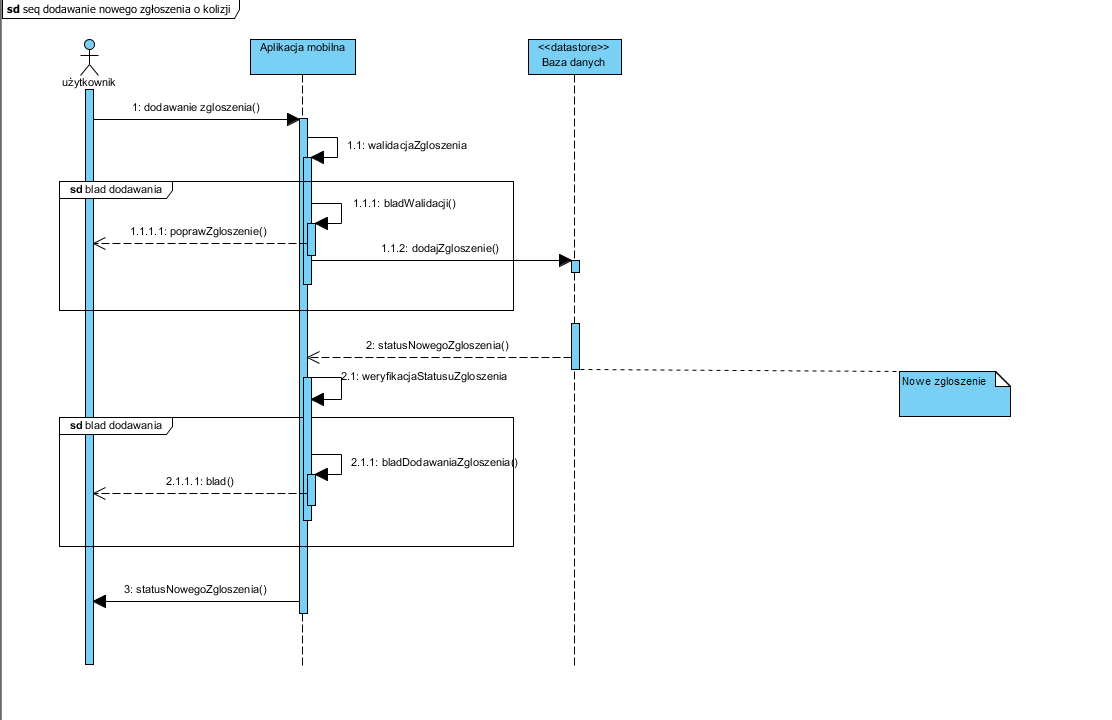 sd seq dodawanie nowego zgłoszenia o kolizji
użytkownik
Aplikacja mobilna
<<datastore>>
Baza danych
1: dodawanie zgloszenia()
1.1: walidacjaZgloszenia
sd blad dodawania
1.1.1: bladWalidacji()
1.1.1.1: poprawZgloszenie()
1.1.2: dodajZgloszenie()
2: statusNowegoZgloszenia()
2.1: weryfikacjaStatusuZgloszenia
Nowe zgloszenie
sd blad dodawania
2.1.1: bladDodawaniaZgloszenia()
2.1.1.1: blad()
3: statusNowegoZgloszenia()